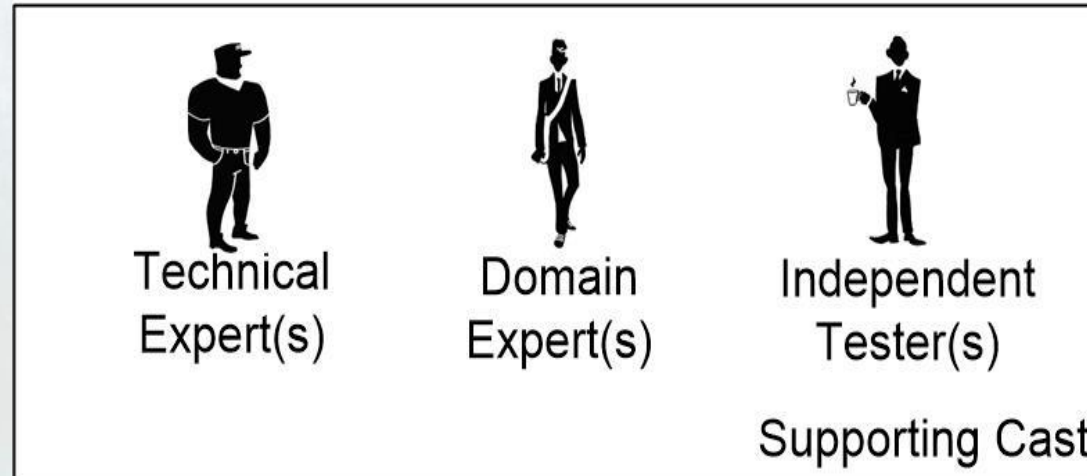 Technical
Expert(s)
Domain
Expert(s)
Independent
Tester(s)
Supporting Cast